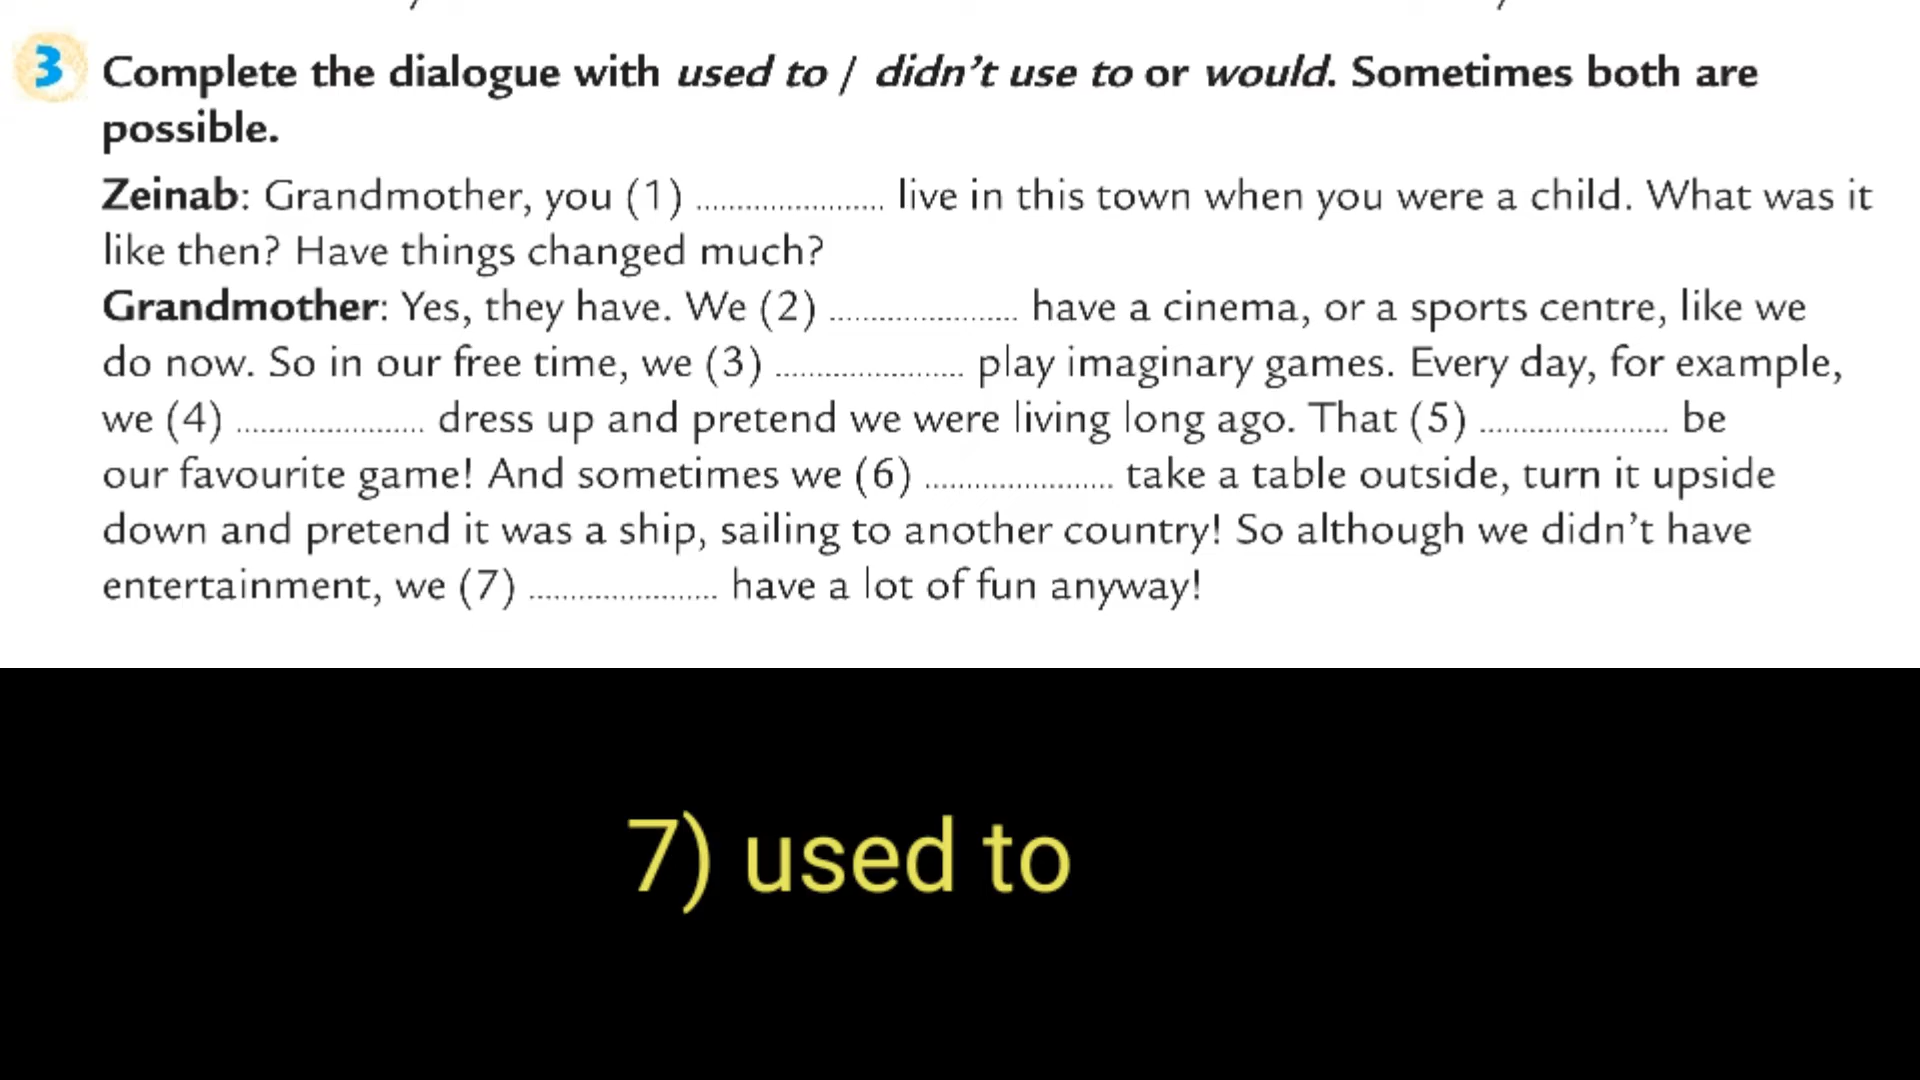 3 Complete the dialogue with used to / didn't use to or would. Sometimes both are
possible.
Zeinab: Grandmother, you (1) ....................... live in this town when you were a child. What was it
like then? Have things changed much?
Grandmother: Yes, they have. We (2) ....................... have a cinema, or a sports centre, like we
do now. So in our free time, we (3) ....................... play imaginary games. Every day, for example,
we (4) ....................... dress up and pretend we were living long ago. That (5) ....................... be
our favourite game! And sometimes we (6) ....................... take a table outside, turn it upside
down and pretend it was a ship, sailing to another country! So although we didn't have
entertainment, we (7) ....................... have a lot of fun anyway!
7) used to